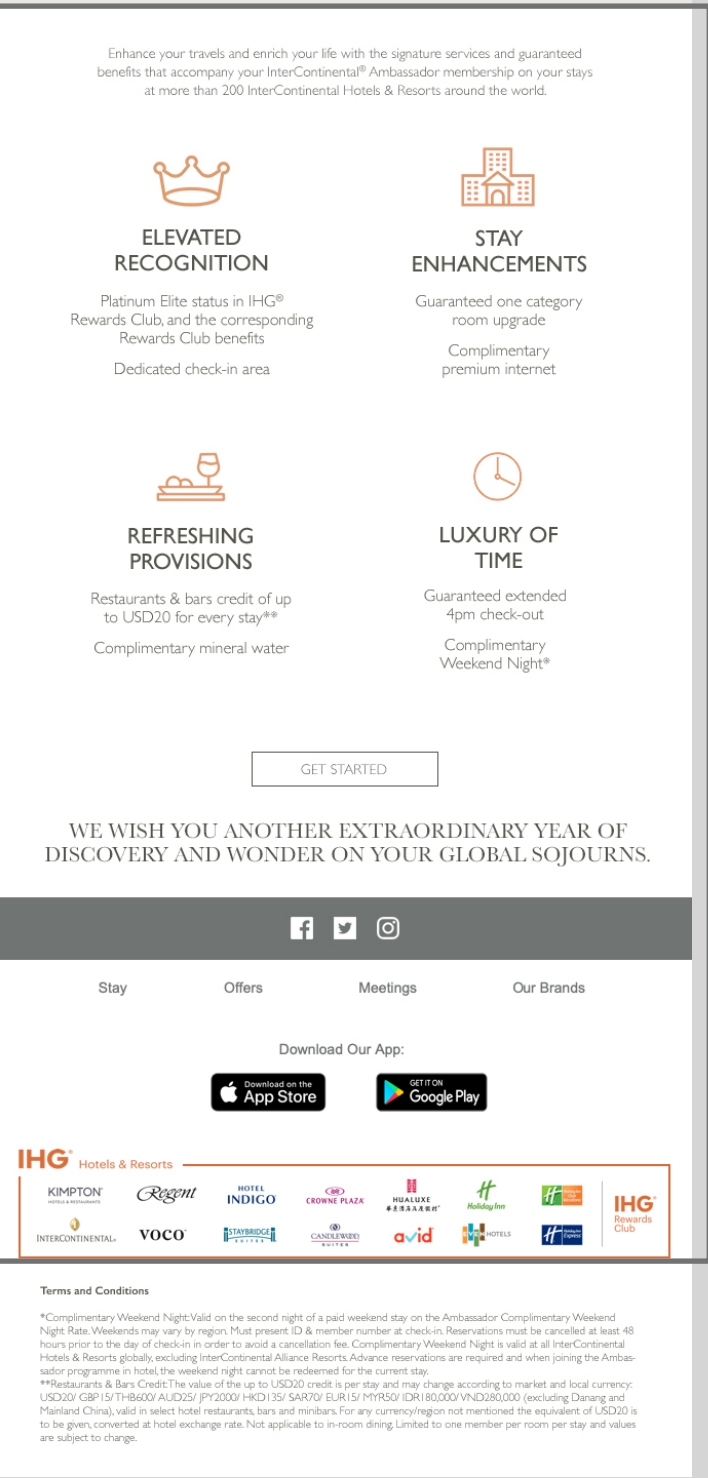 Enhance your travels and enrich your life with the signature services and guaranteed
benefits that accompany your InterContinental® Ambassador membership on your stays
at more than 200 InterContinental Hotels & Resorts around the world.
ELEVATED
RECOGNITION
Platinum Elite status in IHG®
Rewards Club, and the corresponding
Rewards Club benefits
Dedicated check-in area
STAY
ENHANCEMENTS
Guaranteed one category
room upgrade
Complimentary
premium internet
REFRESHING
PROVISIONS
Restaurants & bars credit of up
to USD20 for every stay**
Complimentary mineral water
LUXURY OF
TIME
Guaranteed extended
4pm check-out
Complimentary
Weekend Night*
GET STARTED
WE WISH YOU ANOTHER EXTRAORDINARY YEAR OF
DISCOVERY AND WONDER ON YOUR GLOBAL SOJOURNS.
Stay Offers Meetings Our Brands
Download Our App:
Download on the
App Store
GET IT ON
Google Play
IHG® Hotels & Resorts
KIMPTON®
HOTELS & RESTAURANTS
Regent
HOTEL
INDIGO®
CROWNE PLAZA®
HUALUXE®
Holiday Inn®
INTERCONTINENTAL®
VOCO™
STAYBRIDGE
SUITES
CANDLEWOOD
SUITES
avid®
EVEN HOTELS
Holiday Inn
Express
IHG®
Rewards
Club
Terms and Conditions
*Complimentary Weekend Night: Valid on the second night of a paid weekend stay on the Ambassador Complimentary Weekend
Night Rate. Weekends may vary by region. Must present ID & member number at check-in. Reservations must be cancelled at least 48
hours prior to the day of check-in in order to avoid a cancellation fee. Complimentary Weekend Night is valid at all InterContinental
Hotels & Resorts globally, excluding InterContinental Alliance Resorts. Advance reservations are required and when joining the Ambas-
sador programme in hotel, the weekend night cannot be redeemed for the current stay.
**Restaurants & Bars Credit: The value of the up to USD20 credit is per stay and may change according to market and local currency:
USD20/ GBP15/ THB600/ AUD25/ JPY2000/ HKD135/ SAR70/ EUR15/ MYR50/ IDR180,000/ VND280,000 (excluding Danang and
Mainland China), valid in select hotel restaurants, bars and minibars. For any currency/region not mentioned the equivalent of USD20 is
to be given, converted at hotel exchange rate. Not applicable to in-room dining. Limited to one member per room per stay and values
are subject to change.